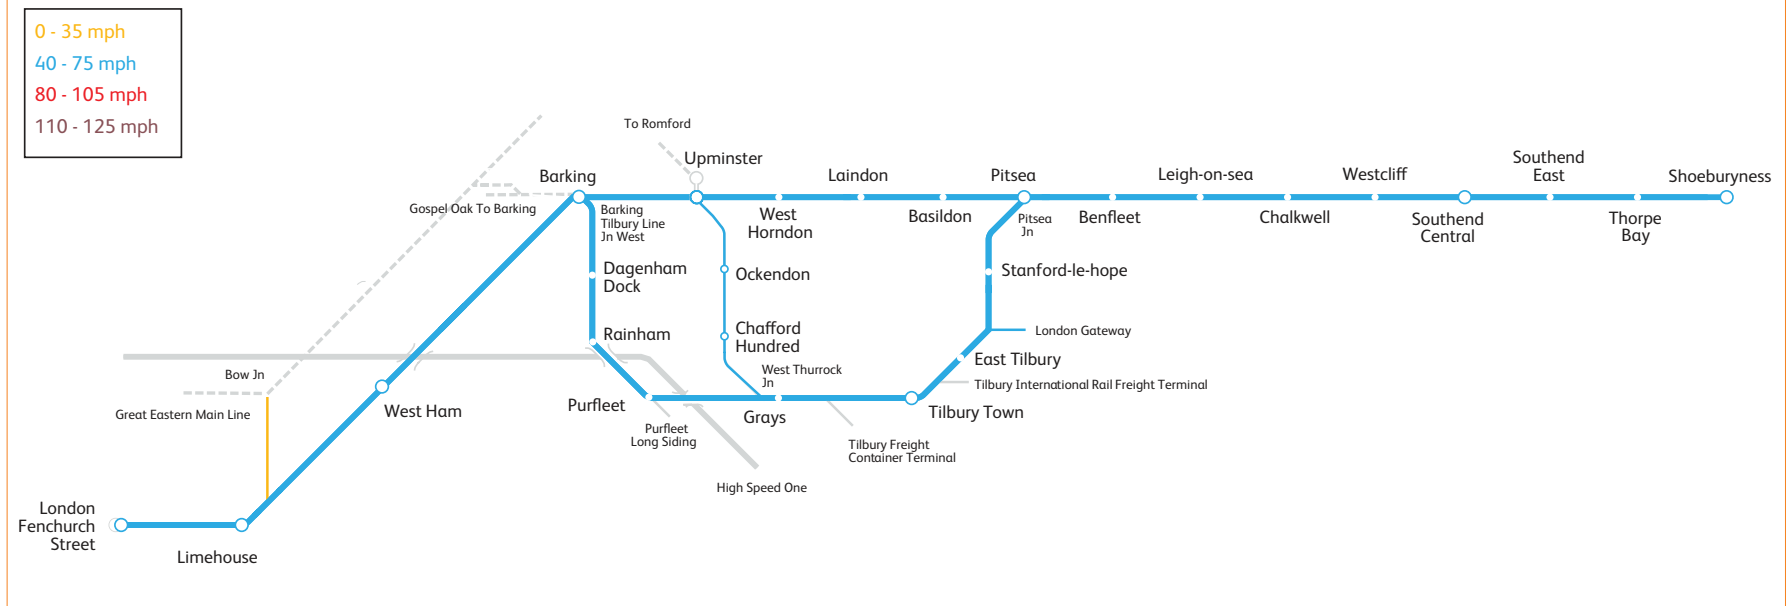 0 - 35 mph
40 - 75 mph
80 - 105 mph
110 - 125 mph
To Romford
Upminster
Barking
Gospel Oak To Barking
Barking
Tilbury Line
Jn West
West
Horndon
Laindon
Basildon
Pitsea
Pitsea
Jn
Benfleet
Leigh-on-sea
Chalkwell
Westcliff
Southend
Central
Southend
East
Thorpe
Bay
Shoeburyness
Dagenham
Dock
Ockendon
Stanford-le-hope
Rainham
Chafford
Hundred
London Gateway
East Tilbury
West Thurrock
Jn
Tilbury International Rail Freight Terminal
Bow Jn
Great Eastern Main Line
West Ham
Purfleet
Grays
Tilbury Town
Purfleet
Long Siding
Tilbury Freight
Container Terminal
High Speed One
London
Fenchurch
Street
Limehouse